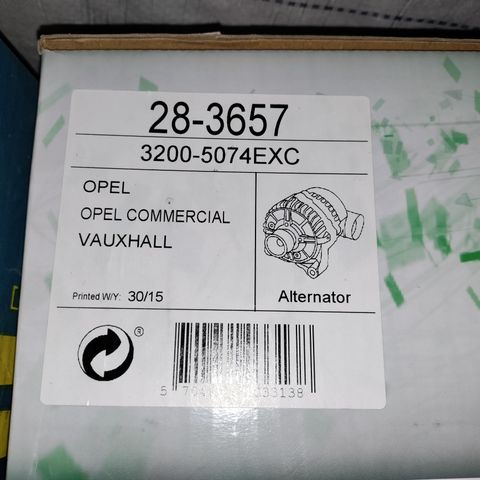 28-3657
3200-5074EXC
OPEL
OPEL COMMERCIAL
VAUXHALL
Printed W/Y: 30/15
Alternator
®